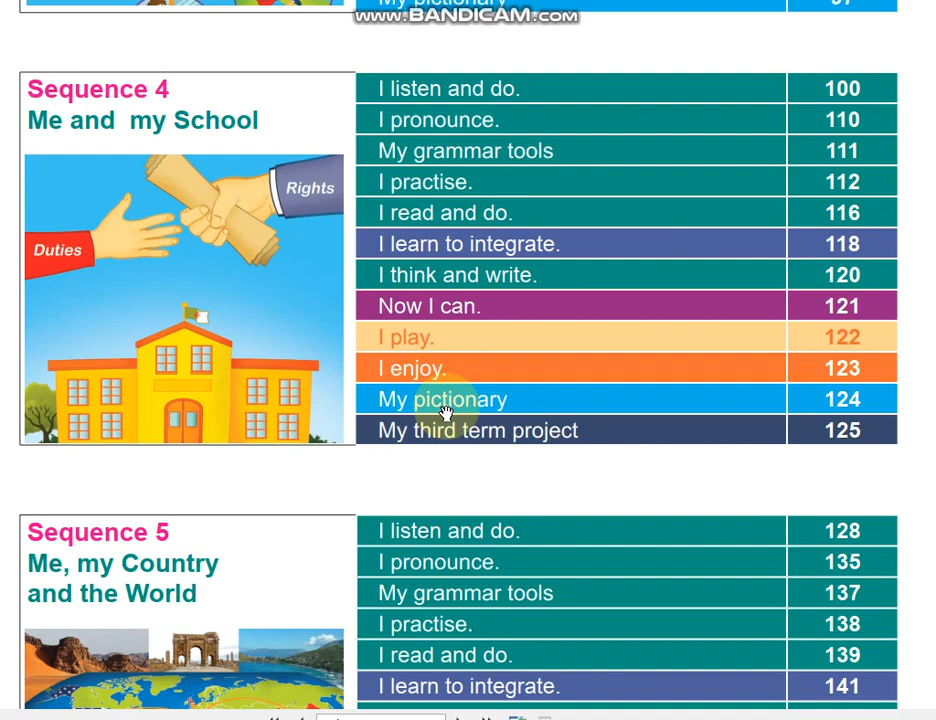 My pictionary 97
www.BANDICAM.com
Sequence 4
Me and my School
Rights
Duties
I listen and do. 100
I pronounce. 110
My grammar tools 111
I practise. 112
I read and do. 116
I learn to integrate. 118
I think and write. 120
Now I can. 121
I play. 122
I enjoy. 123
My pictionary 124
My third term project 125
Sequence 5
Me, my Country
and the World
I listen and do. 128
I pronounce. 135
My grammar tools 137
I practise. 138
I read and do. 139
I learn to integrate. 141